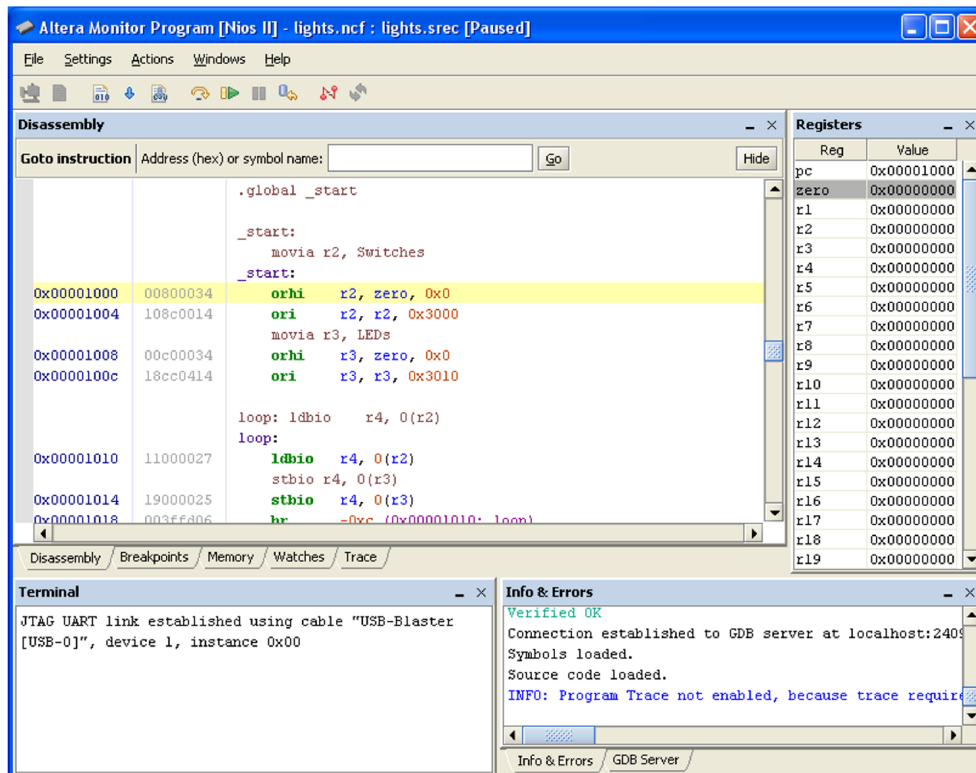 Altera Monitor Program [Nios II] - lights.ncf : lights.srec [Paused]
File Settings Actions Windows Help
Disassembly
Goto instruction Address (hex) or symbol name: Go Hide
.global _start
_start:
movia r2, Switches
_start:
0x00001000 00800034 orhi r2, zero, 0x0
0x00001004 108c0014 ori r2, r2, 0x3000
movia r3, LEDs
0x00001008 00c00034 orhi r3, zero, 0x0
0x0000100c 18cc0414 ori r3, r3, 0x3010
loop: ldbio r4, 0(r2)
loop:
0x00001010 11000027 ldbio r4, 0(r2)
stbio r4, 0(r3)
0x00001014 19000025 stbio r4, 0(r3)
0x00001018 003ffd06 br -0xc (0x00001010: loop)
Disassembly Breakpoints Memory Watches Trace
Registers
Reg Value
pc 0x00001000
zero 0x00000000
r1 0x00000000
r2 0x00000000
r3 0x00000000
r4 0x00000000
r5 0x00000000
r6 0x00000000
r7 0x00000000
r8 0x00000000
r9 0x00000000
r10 0x00000000
r11 0x00000000
r12 0x00000000
r13 0x00000000
r14 0x00000000
r15 0x00000000
r16 0x00000000
r17 0x00000000
r18 0x00000000
r19 0x00000000
Terminal
JTAG UART link established using cable "USB-Blaster
[USB-0]", device 1, instance 0x00
Info & Errors
Verified OK
Connection established to GDB server at localhost:2409
Symbols loaded.
Source code loaded.
INFO: Program Trace not enabled, because trace require
Info & Errors GDB Server